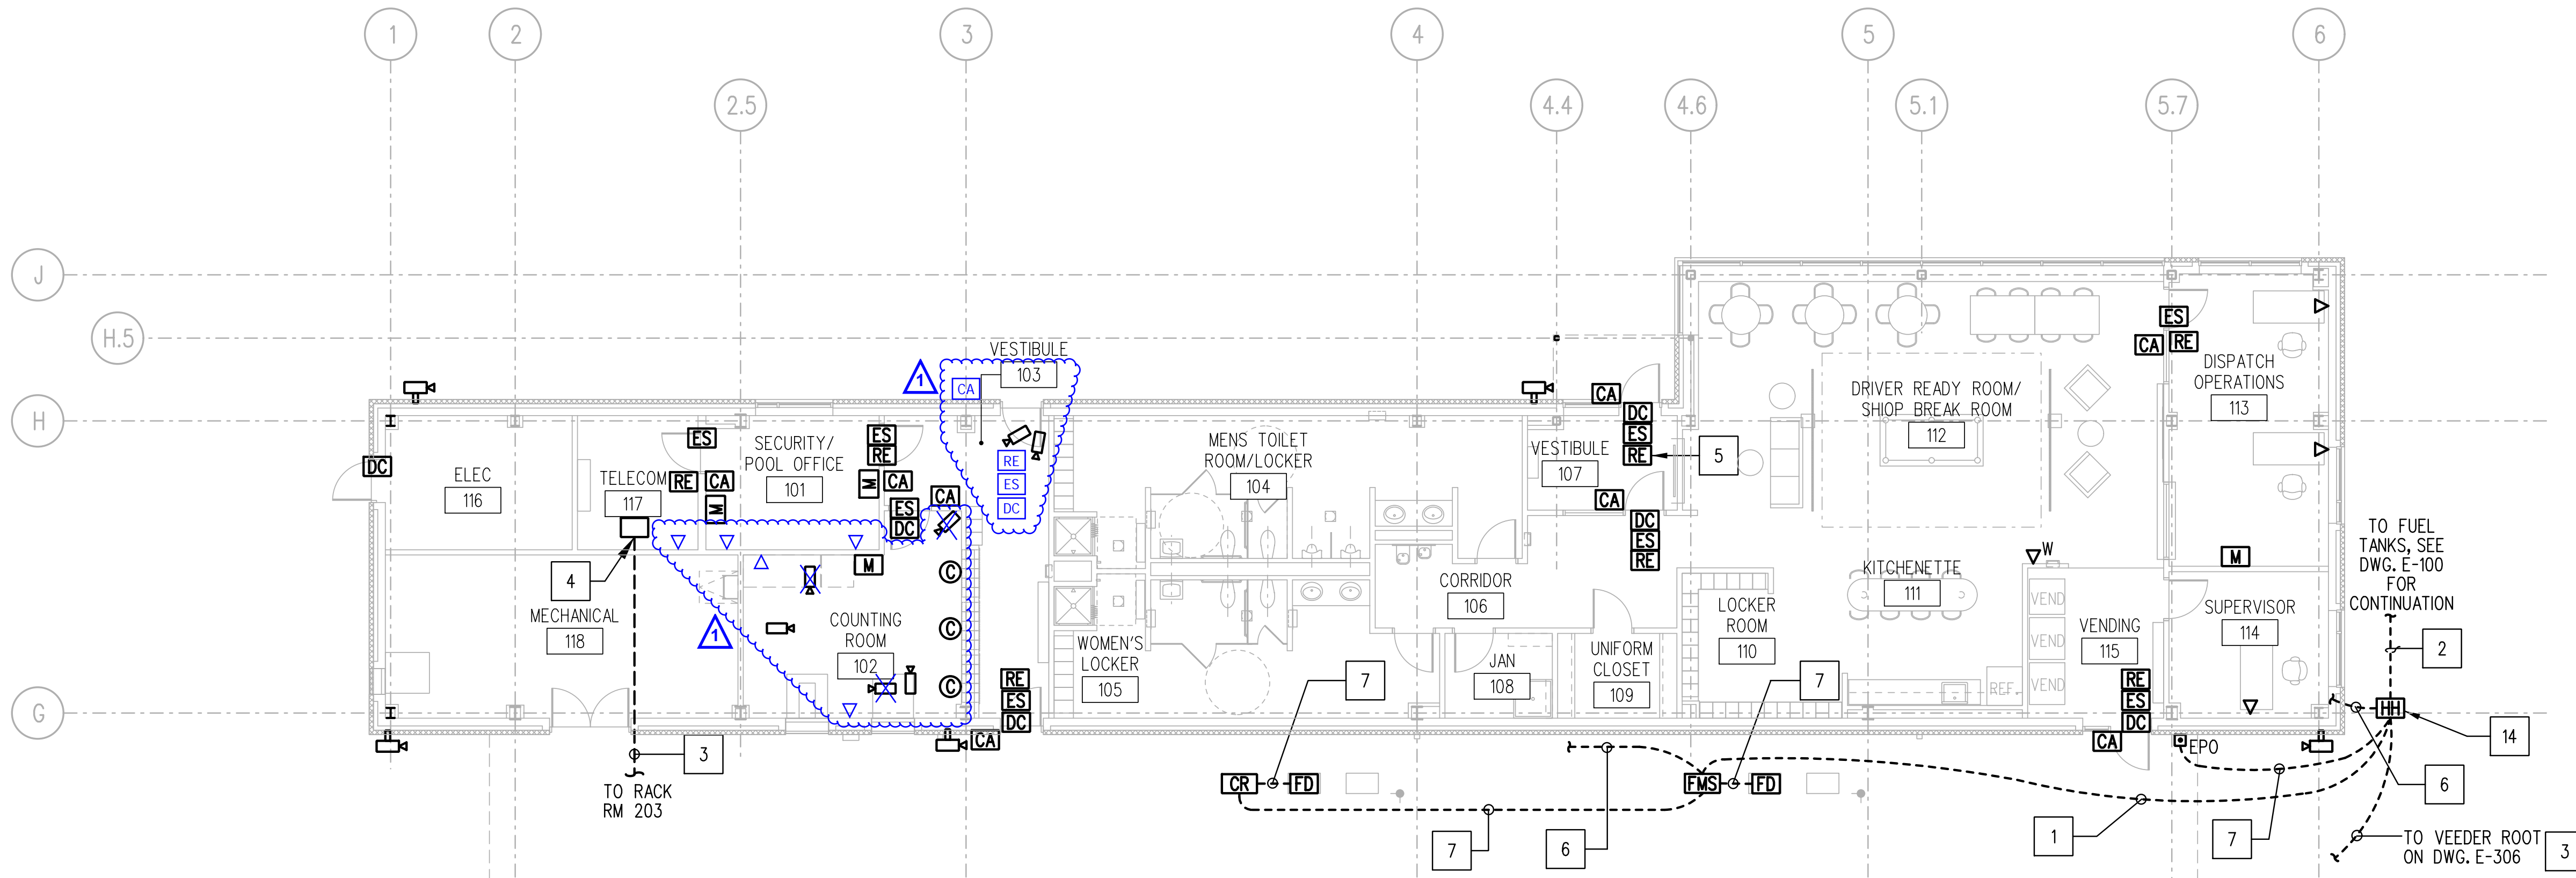 1
2
3
4
5
6
2.5
4.4
4.6
5.1
5.7
J
H.5
H
G
VESTIBULE
103
1
CA
RE
ES
DC
DC
ELEC
116
TELECOM
117
ES
RE
CA
M
SECURITY/
POOL OFFICE
101
ES
RE
M
CA
CA
ES
DC
M
4
MECHANICAL
118
1
COUNTING
ROOM
102
C
C
C
3
TO RACK
RM 203
RE
ES
DC
CA
MENS TOILET
ROOM/LOCKER
104
WOMEN'S
LOCKER
105
CORRIDOR
106
VESTIBULE
107
CA
DC
ES
RE
5
CA
DC
ES
RE
JAN
108
UNIFORM
CLOSET
109
LOCKER
ROOM
110
DRIVER READY ROOM/
SHIOP BREAK ROOM
112
KITCHENETTE
111
REF.
W
VEND
VEND
VEND
VENDING
115
RE
ES
DC
CA
ES
CA
RE
DISPATCH
OPERATIONS
113
M
SUPERVISOR
114
TO FUEL
TANKS, SEE
DWG. E-100
FOR
CONTINUATION
2
HH
14
EPO
6
7
7
7
CR
FD
FMS
FD
7
6
1
TO VEEDER ROOT
ON DWG. E-306
3